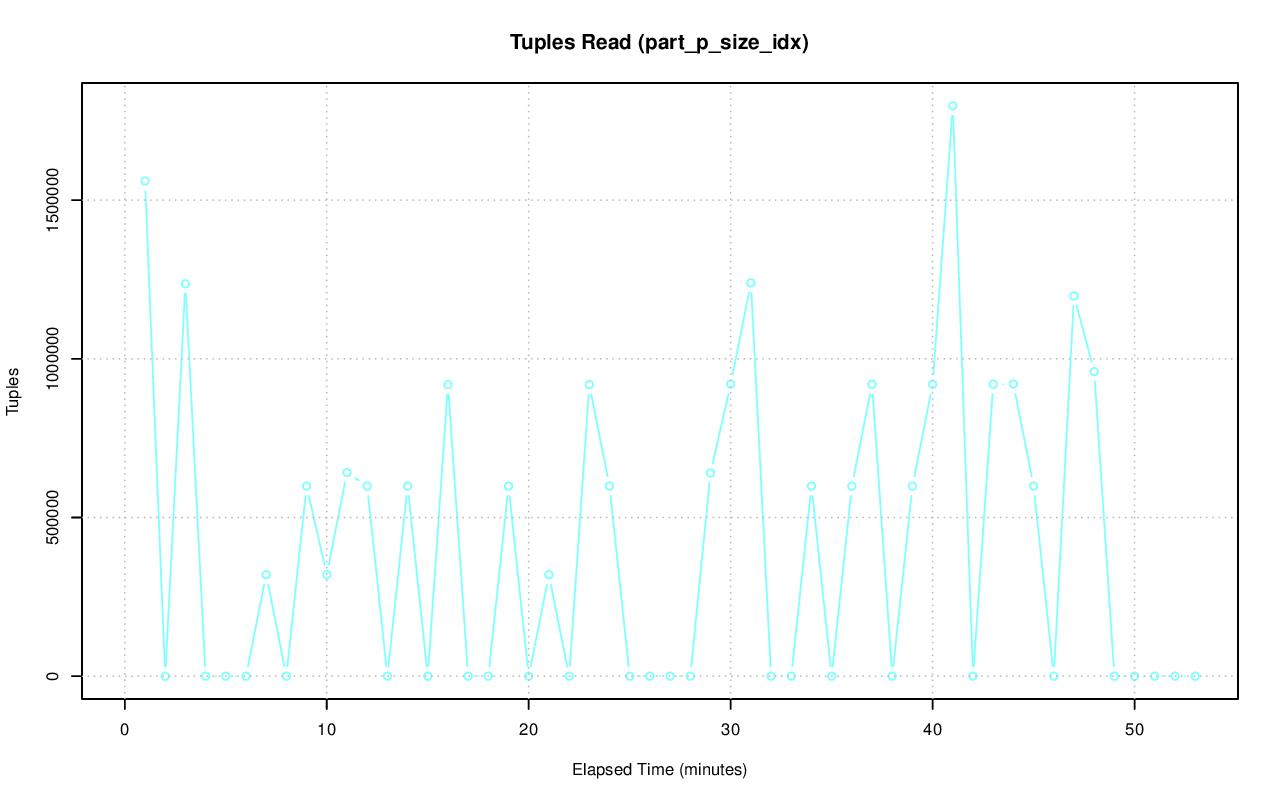 Tuples Read (part_p_size_idx)
Tuples
1500000
1000000
500000
0
0 10 20 30 40 50
Elapsed Time (minutes)